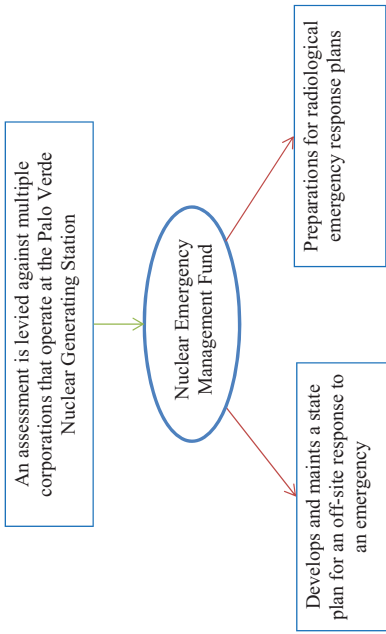 An assessment is levied against multiple
corporations that operate at the Palo Verde
Nuclear Generating Station
Nuclear Emergency
Management Fund
Develops and maints a state
plan for an off-site response to
an emergency
Preparations for radiological
emergency response plans